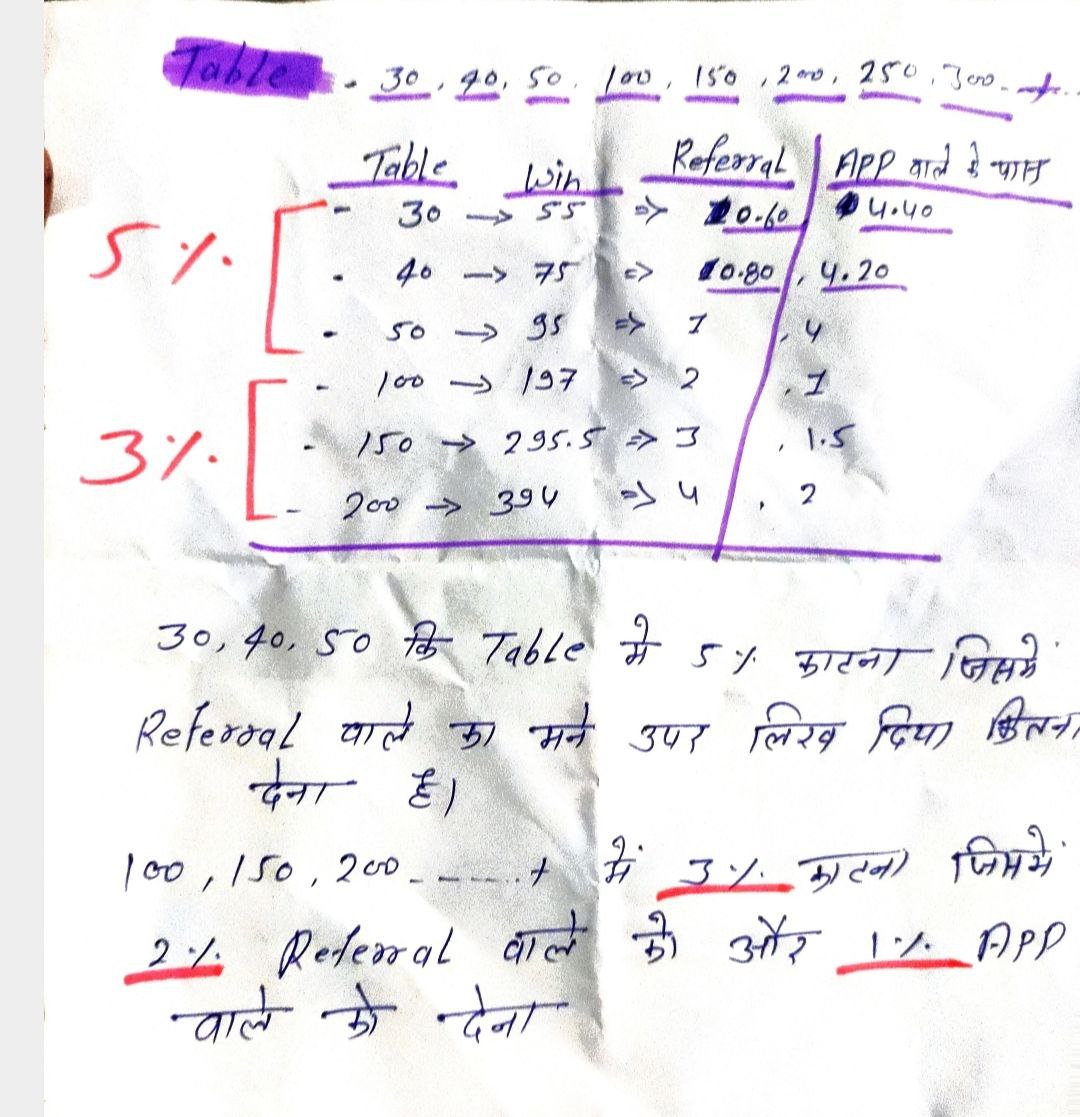 Table - 30, 40, 50, 100, 150, 200, 250, 300 - + ..
Table Win Referral APP वाले के पास
5%
- 30 → 55 ⇒ 0.60 4.40
- 40 → 75 ⇒ 0.80, 4.20
- 50 → 95 ⇒ 1, 4
3%
- 100 → 197 ⇒ 2, 1
- 150 → 295.5 ⇒ 3, 1.5
- 200 → 394 ⇒ 4, 2
30, 40, 50 कि Table में 5% काटना जिसमें
Referral वाले का मने उपर लिख दिया कितना
देना है।
100, 150, 200 ------+ में 3% काटना जिसमें
2% Referral वाले को और 1% APP
वाले को देना